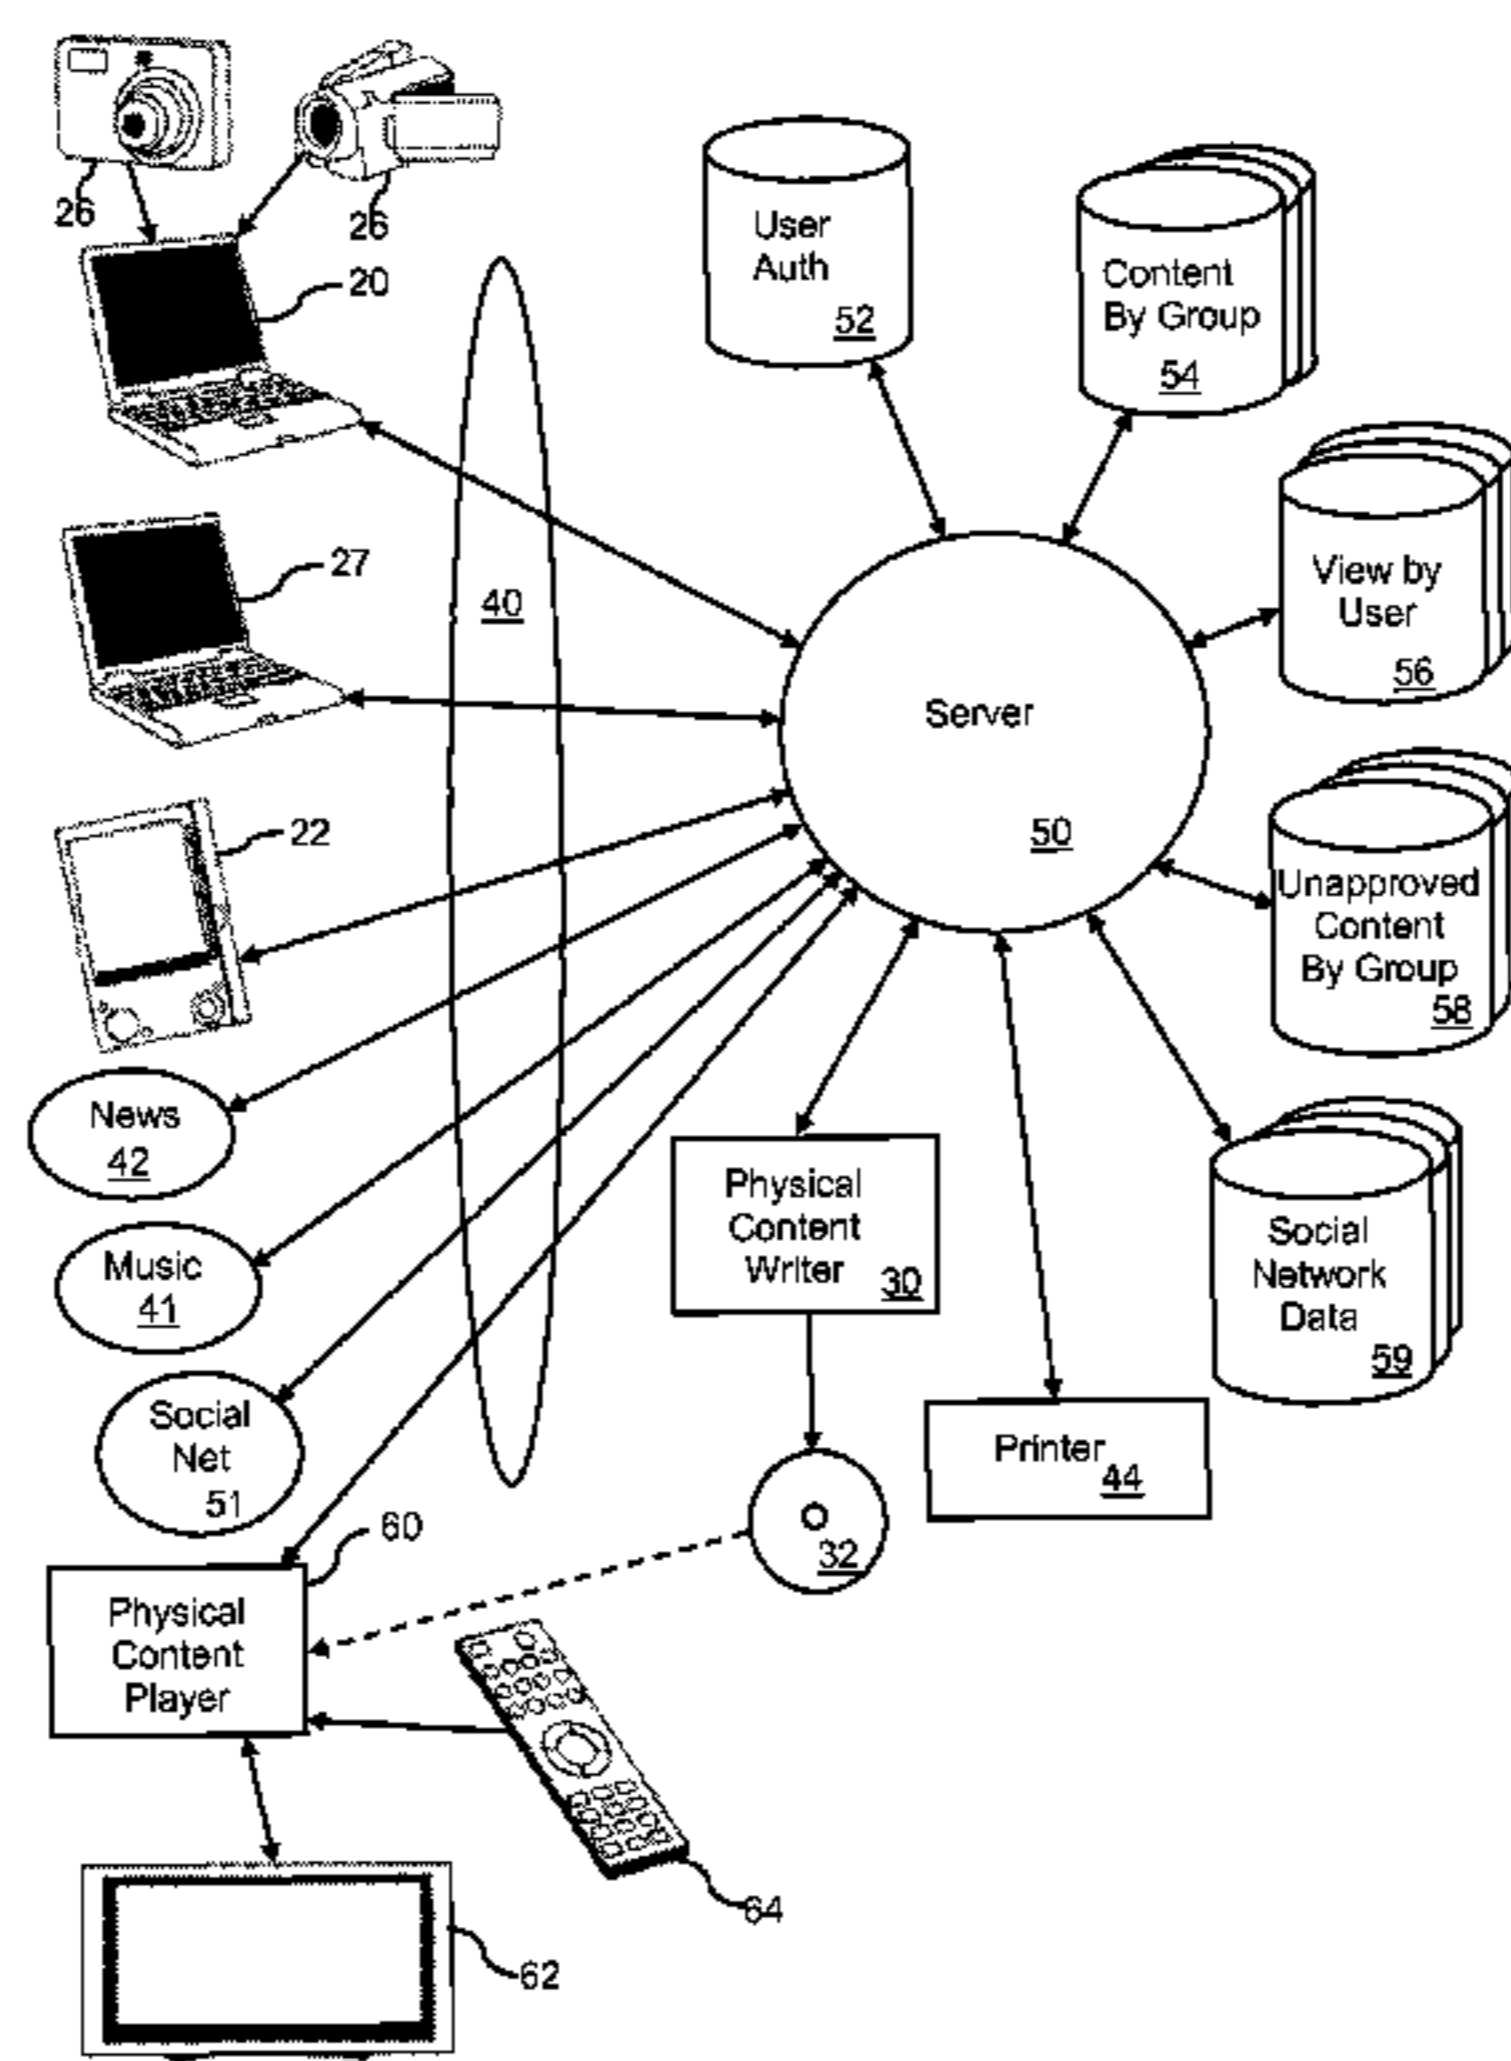 26
26
20
User
Auth
52
Content
By Group
54
27
40
View by
User
56
Server
50
22
Unapproved
Content
By Group
58
News
42
Music
41
Social
Net
51
Physical
Content
Writer
30
Social
Network
Data
59
Printer
44
32
60
Physical
Content
Player
64
62